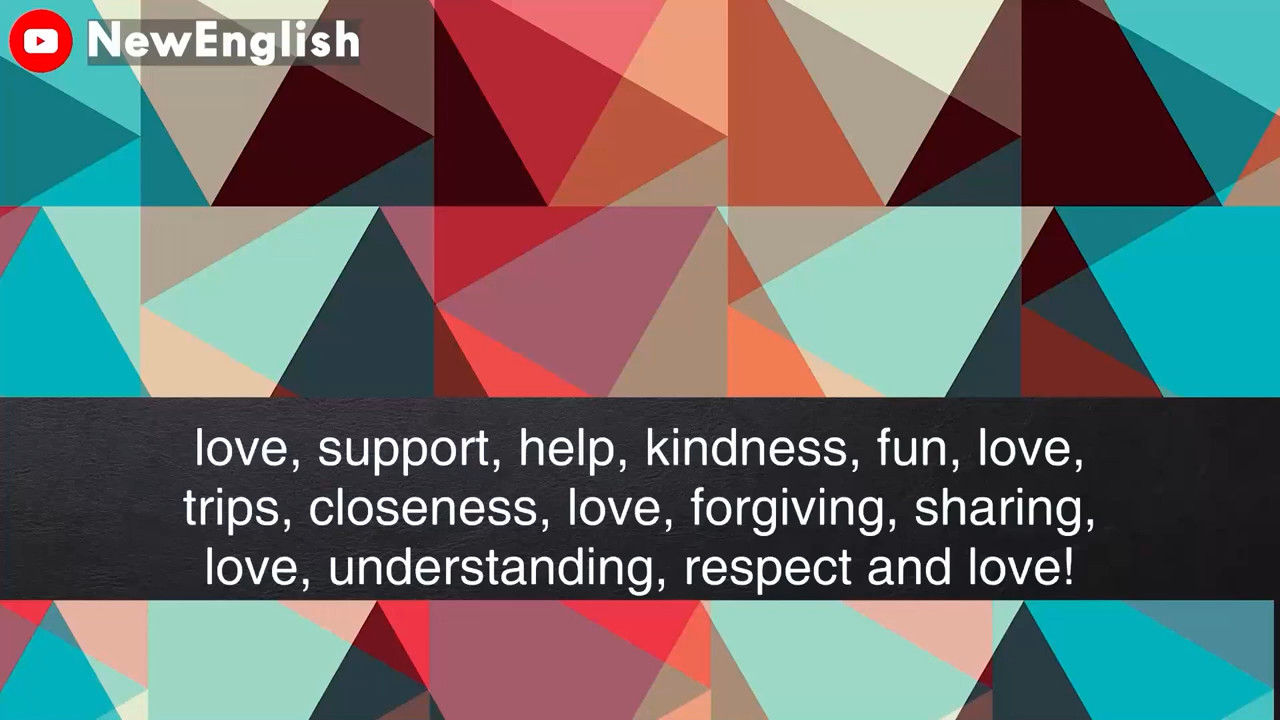 NewEnglish
love, support, help, kindness, fun, love,
trips, closeness, love, forgiving, sharing,
love, understanding, respect and love!